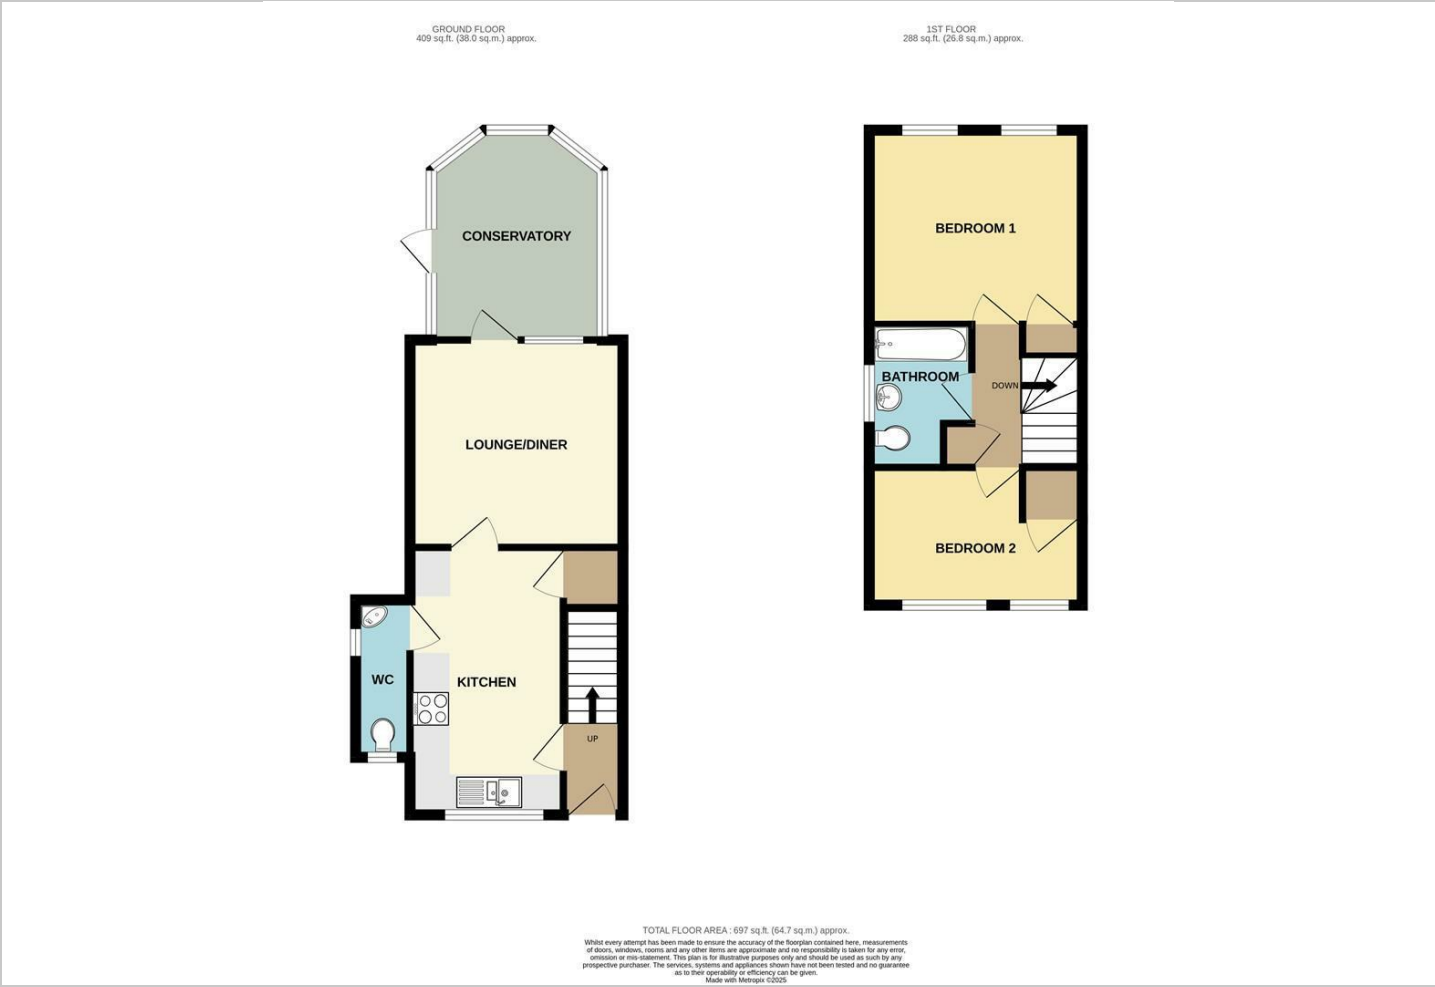 GROUND FLOOR
409 sq.ft. (38.0 sq.m.) approx.
1ST FLOOR
288 sq.ft. (26.8 sq.m.) approx.
CONSERVATORY
LOUNGE/DINER
KITCHEN
WC
UP
BEDROOM 1
BATHROOM
DOWN
BEDROOM 2
TOTAL FLOOR AREA : 697 sq.ft. (64.7 sq.m.) approx.
Whilst every attempt has been made to ensure the accuracy of the floorplan contained here, measurements
of doors, windows, rooms and any other items are approximate and no responsibility is taken for any error,
omission or mis-statement. This plan is for illustrative purposes only and should be used as such by any
prospective purchaser. The services, systems and appliances shown have not been tested and no guarantee
as to their operability or efficiency can be given.
Made with Metropix ©2025